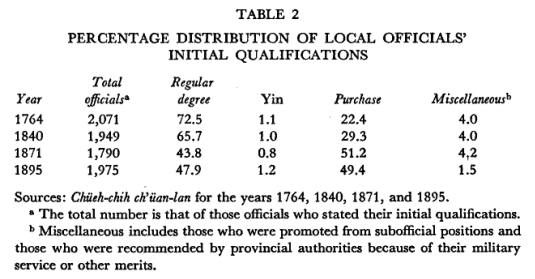 TABLE 2
PERCENTAGE DISTRIBUTION OF LOCAL OFFICIALS'
INITIAL QUALIFICATIONS
Total Regular
Year officialsᵃ degree Yin Purchase Miscellaneousᵇ
1764 2,071 72.5 1.1 22.4 4.0
1840 1,949 65.7 1.0 29.3 4.0
1871 1,790 43.8 0.8 51.2 4,2
1895 1,975 47.9 1.2 49.4 1.5
Sources: Chüeh-chih ch'üan-lan for the years 1764, 1840, 1871, and 1895.
ᵃ The total number is that of those officials who stated their initial qualifications.
ᵇ Miscellaneous includes those who were promoted from subofficial positions and
those who were recommended by provincial authorities because of their military
service or other merits.